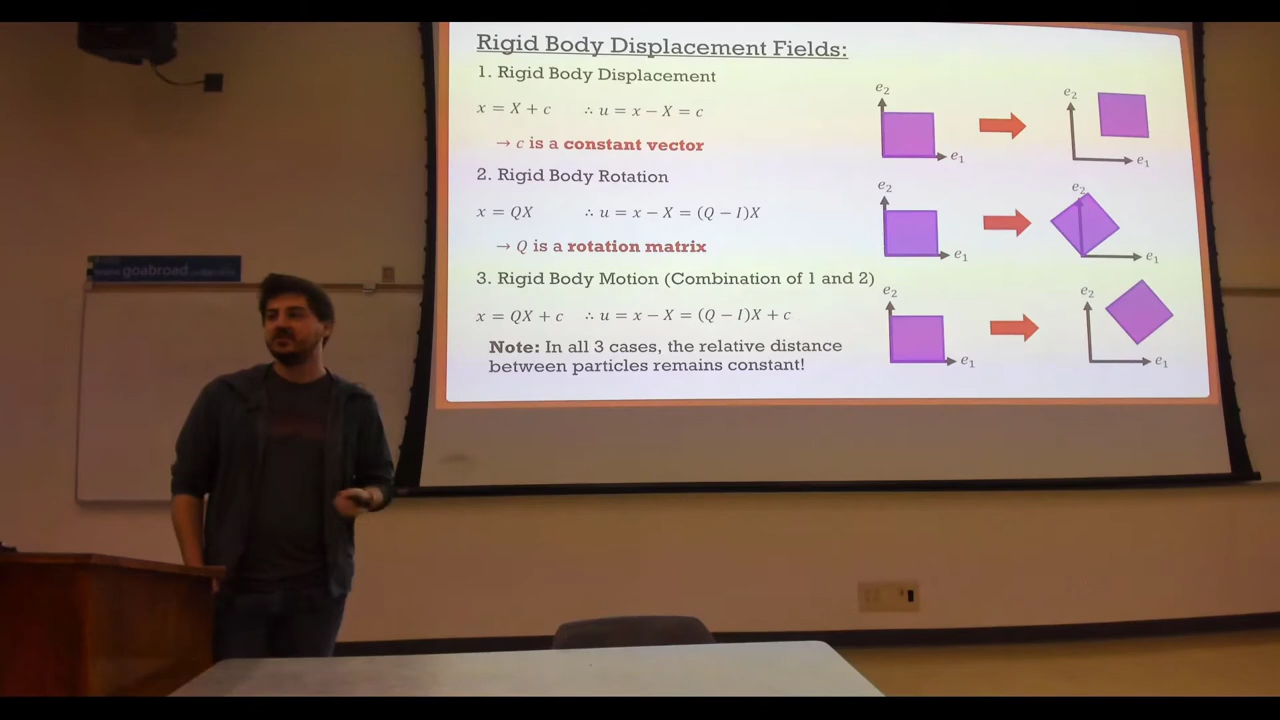 www.goabroad
Rigid Body Displacement Fields:
1. Rigid Body Displacement
x = X + c ∴ u = x − X = c
→ c is a constant vector
e₂
e₁
e₂
e₁
2. Rigid Body Rotation
x = QX ∴ u = x − X = (Q − I)X
→ Q is a rotation matrix
e₂
e₁
e₂
e₁
3. Rigid Body Motion (Combination of 1 and 2)
x = QX + c ∴ u = x − X = (Q − I)X + c
e₂
e₁
e₂
e₁
Note: In all 3 cases, the relative distance
between particles remains constant!